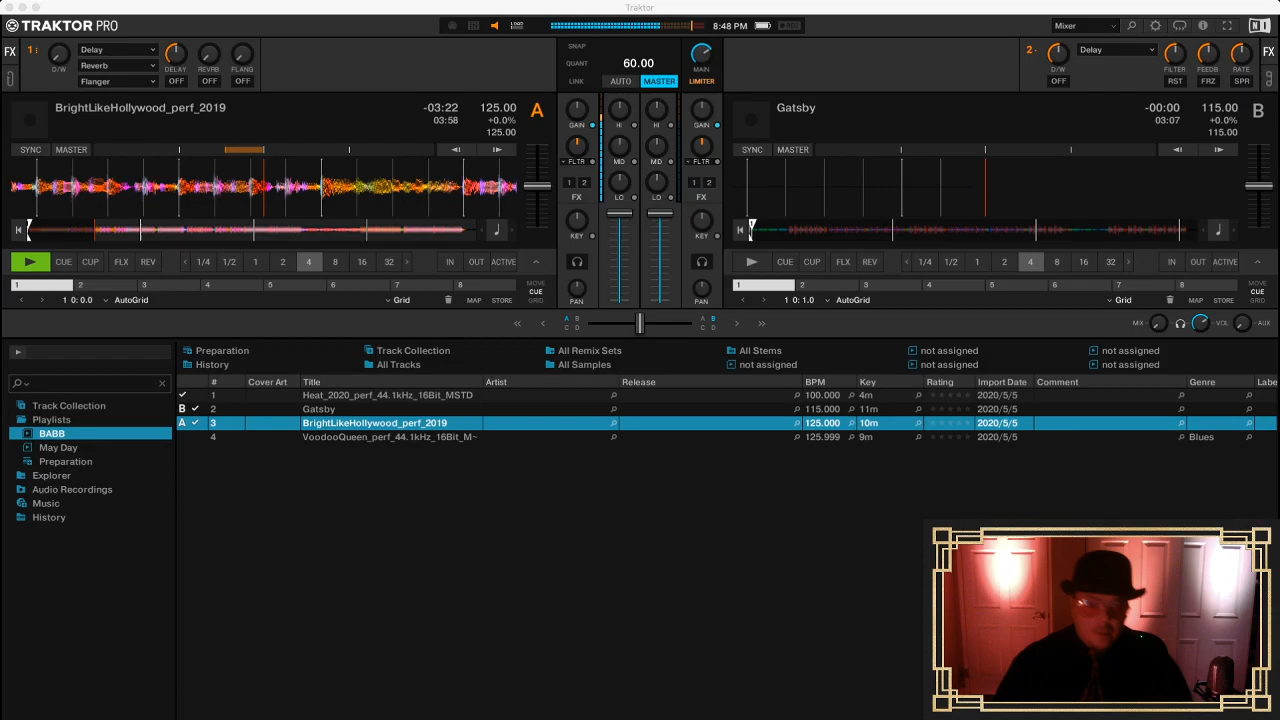 Traktor
TRAKTOR PRO
LOAD
8:48 PM
REC
Mixer
NI
FX
1
D/W
Delay
Reverb
Flanger
DELAY
REVRB
FLANG
OFF
OFF
OFF
SNAP
QUANT
60.00
LINK
AUTO
MASTER
MAIN
LIMITER
2
D/W
OFF
Delay
FILTER
FEEDB
RATE
RST
FRZ
SPR
FX
BrightLikeHollywood_perf_2019
-03:22
125.00
03:58
+0.0%
125.00
A
SYNC
MASTER
GAIN
HI
HI
GAIN
FLTR
MID
MID
FLTR
1 2
LO
LO
1 2
FX
FX
KEY
KEY
PAN
PAN
Gatsby
-00:00
115.00
03:07
+0.0%
115.00
B
SYNC
MASTER
CUE
CUP
FLX
REV
1/4
1/2
1
2
4
8
16
32
IN
OUT
ACTIVE
1
2
3
4
5
6
7
8
MOVE
CUE
GRID
1 0:0.0
AutoGrid
Grid
MAP
STORE
CUE
CUP
FLX
REV
1/4
1/2
1
2
4
8
16
32
IN
OUT
ACTIVE
1
2
3
4
5
6
7
8
MOVE
CUE
GRID
1 0: 1.0
AutoGrid
Grid
MAP
STORE
A B
C D
A B
C D
MIX
VOL
AUX
Preparation
Track Collection
All Remix Sets
All Stems
not assigned
not assigned
History
All Tracks
All Samples
not assigned
not assigned
not assigned
# Cover Art Title Artist Release BPM Key Rating Import Date Comment Genre Labe
1 Heat_2020_perf_44.1kHz_16Bit_MSTD 100.000 4m 2020/5/5
B 2 Gatsby 115.000 11m 2020/5/5
A 3 BrightLikeHollywood_perf_2019 125.000 10m 2020/5/5
4 VoodooQueen_perf_44.1kHz_16Bit_M~ 125.999 9m 2020/5/5 Blues
Track Collection
Playlists
BABB
May Day
Preparation
Explorer
Audio Recordings
Music
History